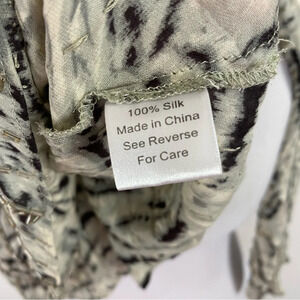 100% Silk
Made in China
See Reverse
For Care